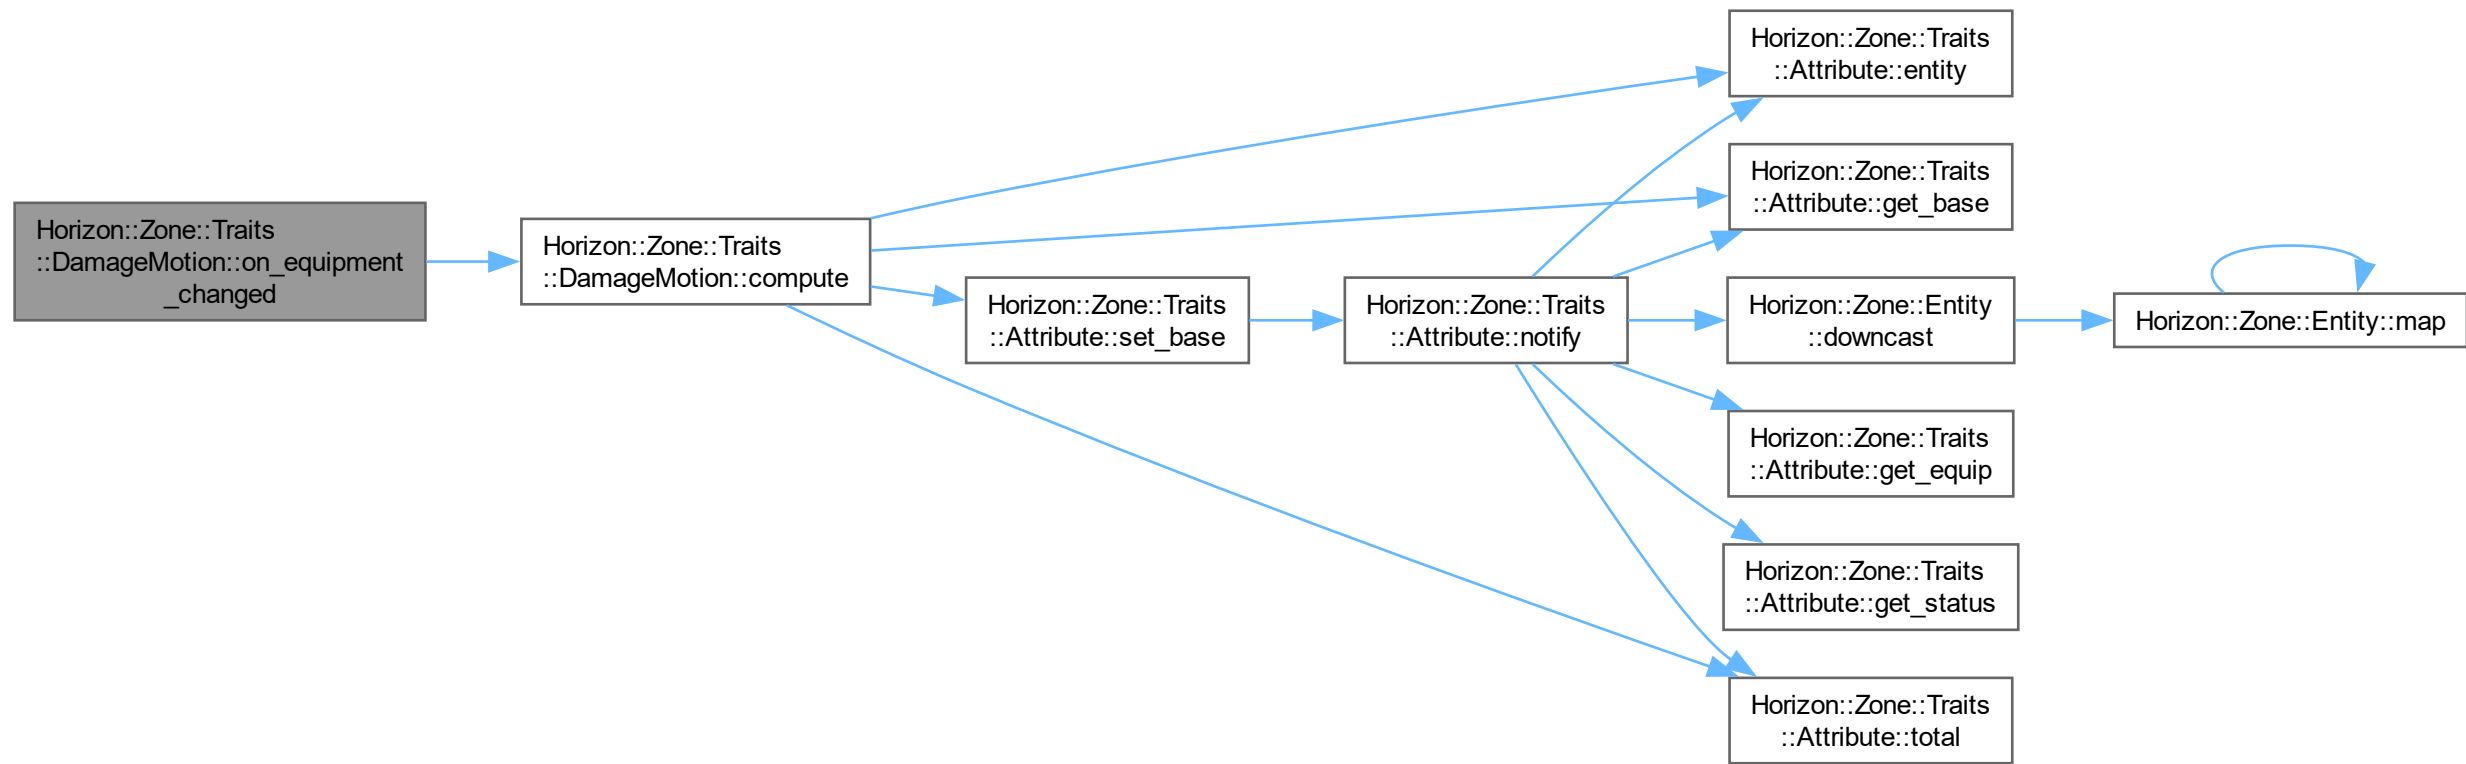 Horizon::Zone::Traits
::DamageMotion::on_equipment
_changed
Horizon::Zone::Traits
::DamageMotion::compute
Horizon::Zone::Traits
::Attribute::entity
Horizon::Zone::Traits
::Attribute::get_base
Horizon::Zone::Traits
::Attribute::set_base
Horizon::Zone::Traits
::Attribute::notify
Horizon::Zone::Entity
::downcast
Horizon::Zone::Entity::map
Horizon::Zone::Traits
::Attribute::get_equip
Horizon::Zone::Traits
::Attribute::get_status
Horizon::Zone::Traits
::Attribute::total